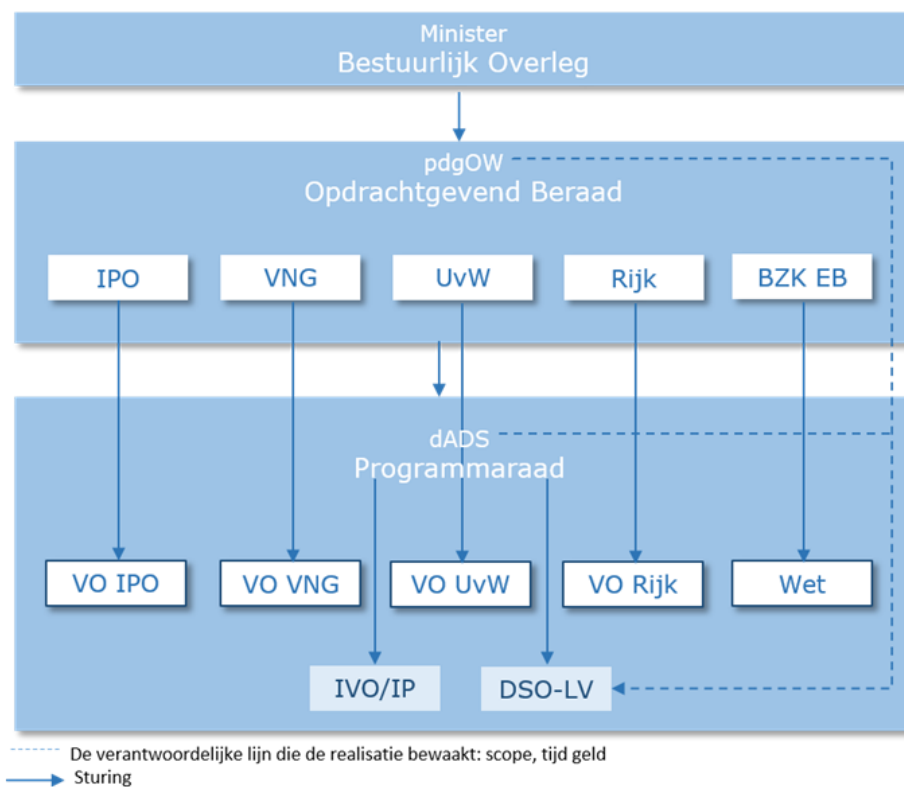 Minister
Bestuurlijk Overleg
pdgOW
Opdrachtgevend Beraad
IPO
VNG
UvW
Rijk
BZK EB
dADS
Programmaraad
VO IPO
VO VNG
VO UvW
VO Rijk
Wet
IVO/IP
DSO-LV
De verantwoordelijke lijn die de realisatie bewaakt: scope, tijd geld
Sturing